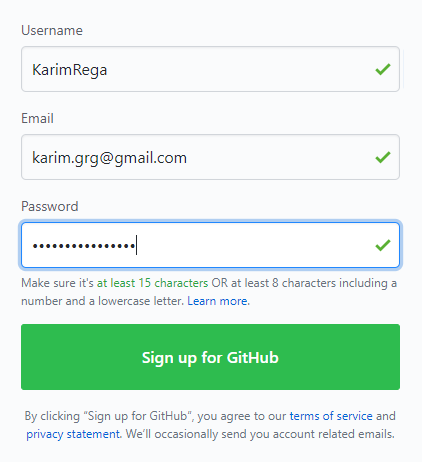 Username
KarimRega
Email
karim.grg@gmail.com
Password
••••••••••••••••
Make sure it's at least 15 characters OR at least 8 characters including a
number and a lowercase letter. Learn more.
Sign up for GitHub
By clicking “Sign up for GitHub”, you agree to our terms of service and
privacy statement. We’ll occasionally send you account related emails.